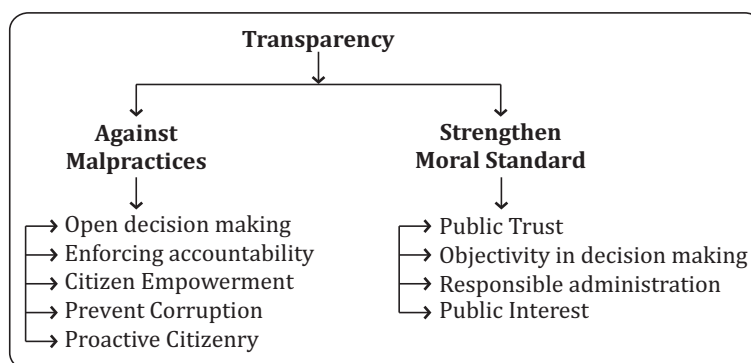 Transparency
Against
Malpractices
Open decision making
Enforcing accountability
Citizen Empowerment
Prevent Corruption
Proactive Citizenry
Strengthen
Moral Standard
Public Trust
Objectivity in decision making
Responsible administration
Public Interest